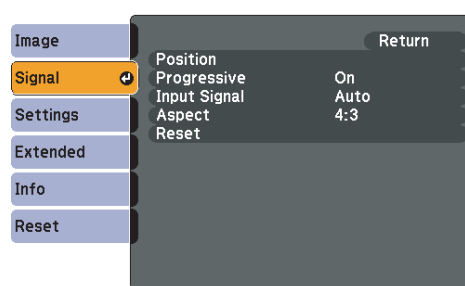 Image
Signal
Settings
Extended
Info
Reset
Return
Position
Progressive On
Input Signal Auto
Aspect 4:3
Reset